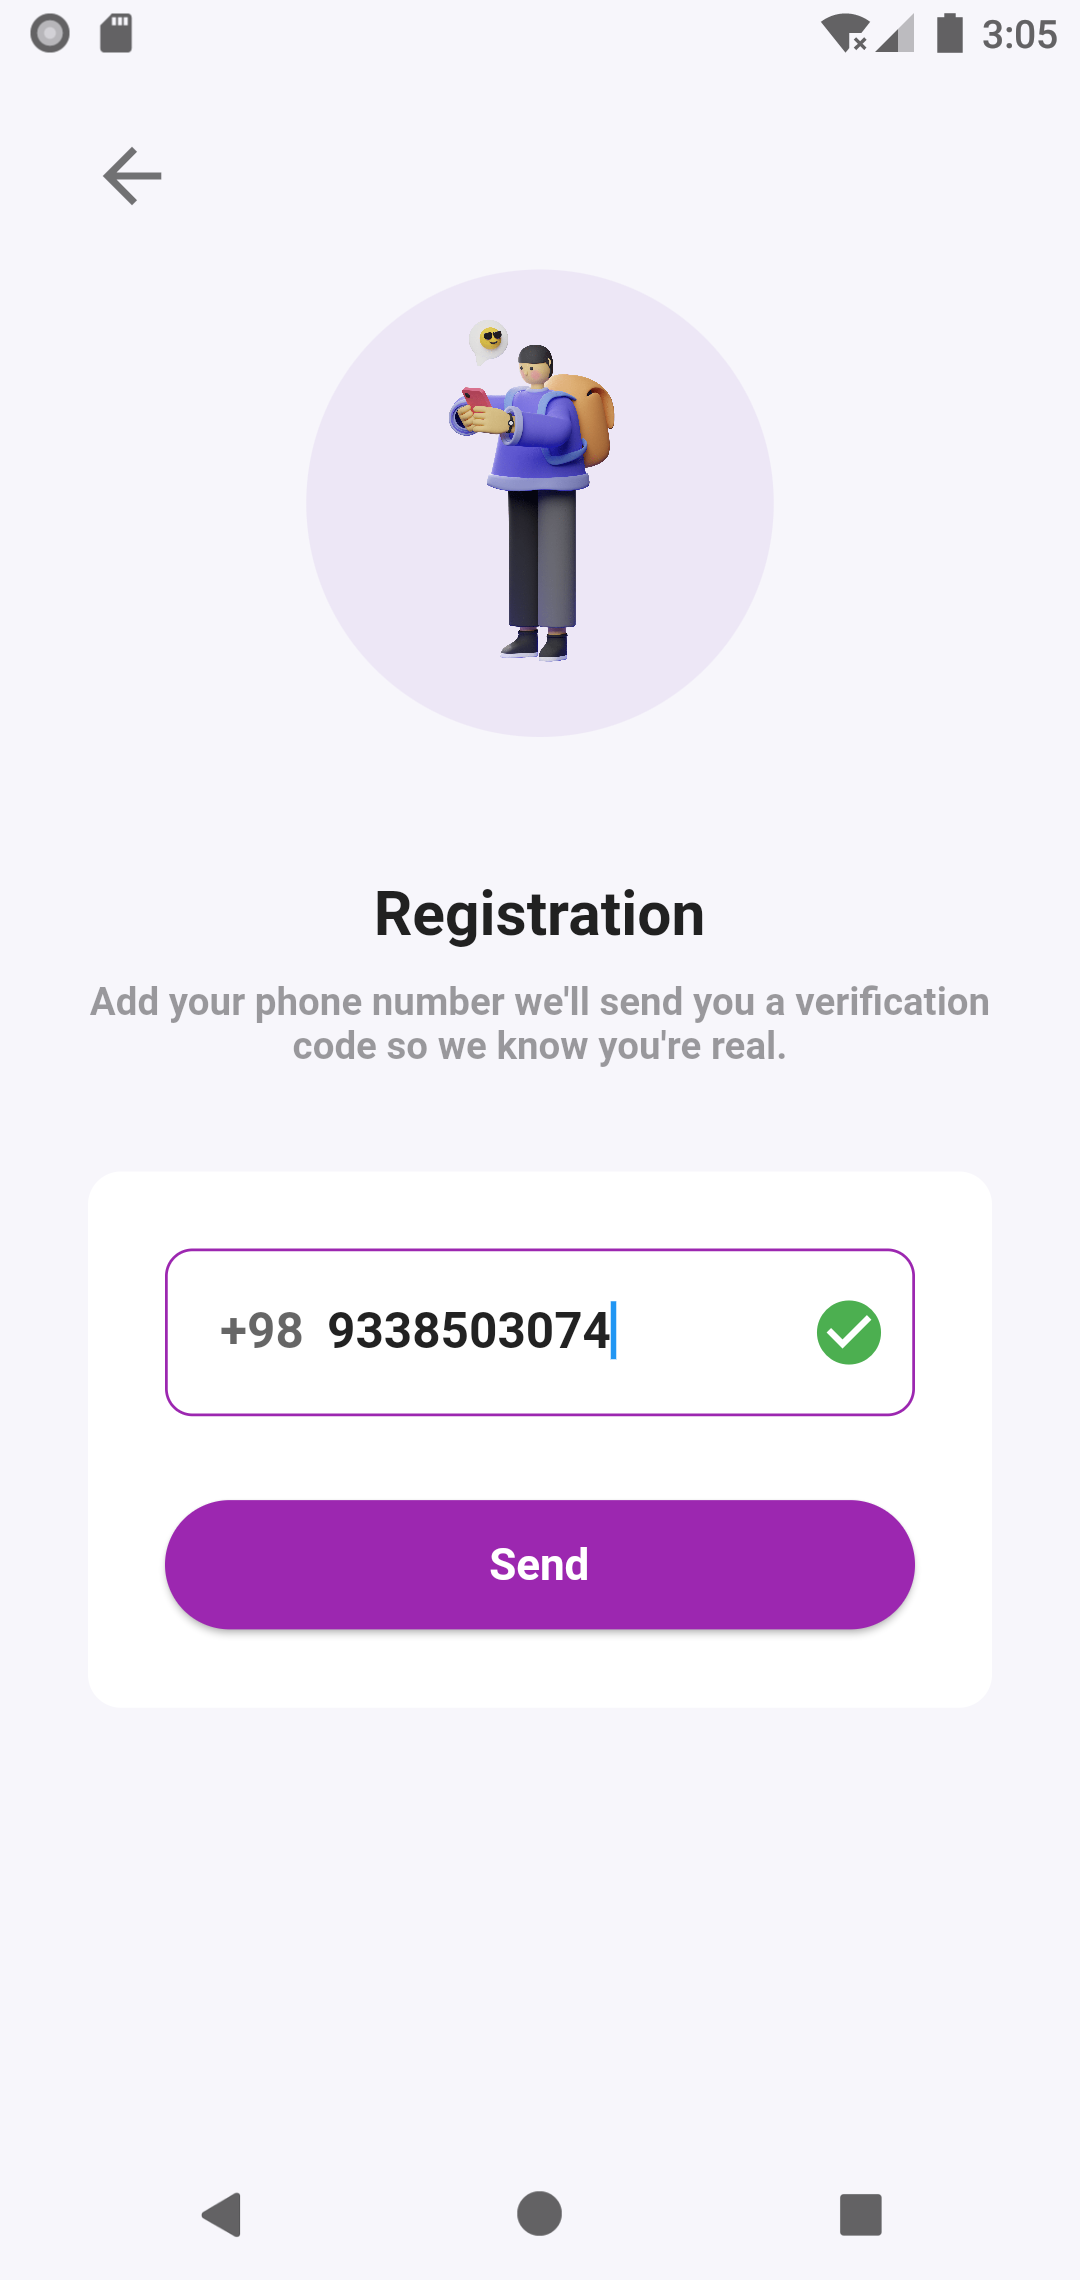 3:05
Registration
Add your phone number we'll send you a verification
code so we know you're real.
+98 9338503074
Send